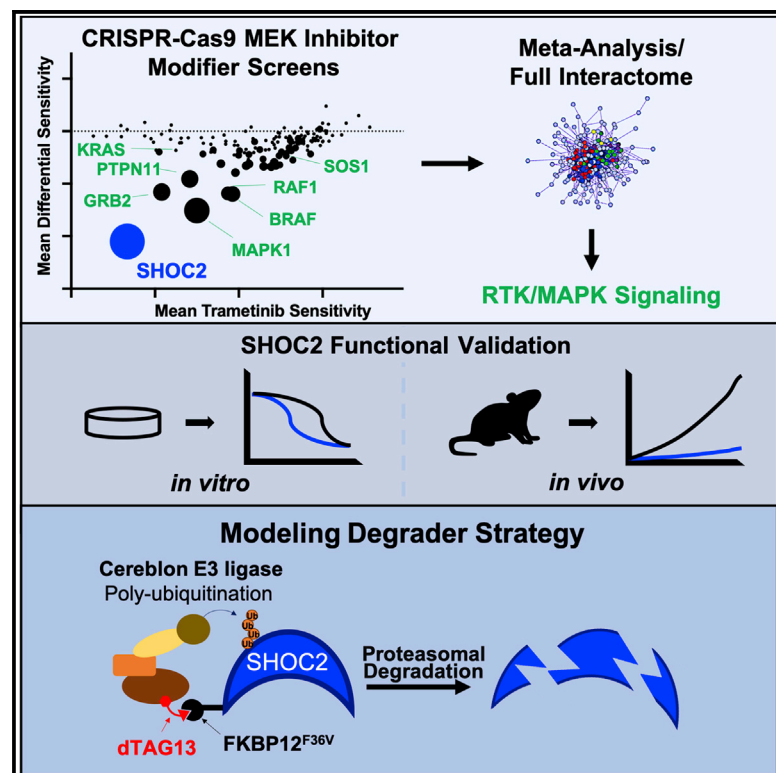 CRISPR-Cas9 MEK Inhibitor
Modifier Screens
Mean Differential Sensitivity
KRAS
PTPN11
GRB2
SOS1
RAF1
BRAF
MAPK1
SHOC2
Mean Trametinib Sensitivity
Meta-Analysis/
Full Interactome
RTK/MAPK Signaling
SHOC2 Functional Validation
in vitro
in vivo
Modeling Degrader Strategy
Cereblon E3 ligase
Poly-ubiquitination
Ub
Ub
Ub
Ub
SHOC2
Proteasomal
Degradation
dTAG13
FKBP12F36V